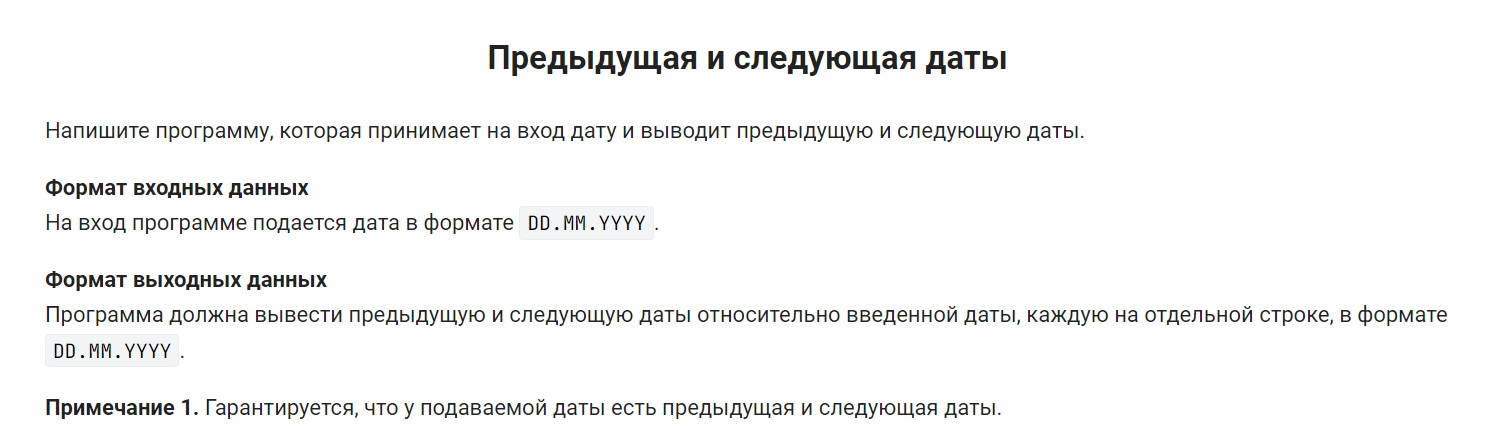 Предыдущая и следующая даты
Напишите программу, которая принимает на вход дату и выводит предыдущую и следующую даты.
Формат входных данных
На вход программе подается дата в формате DD.MM.YYYY.
Формат выходных данных
Программа должна вывести предыдущую и следующую даты относительно введенной даты, каждую на отдельной строке, в формате
DD.MM.YYYY.
Примечание 1. Гарантируется, что у подаваемой даты есть предыдущая и следующая даты.